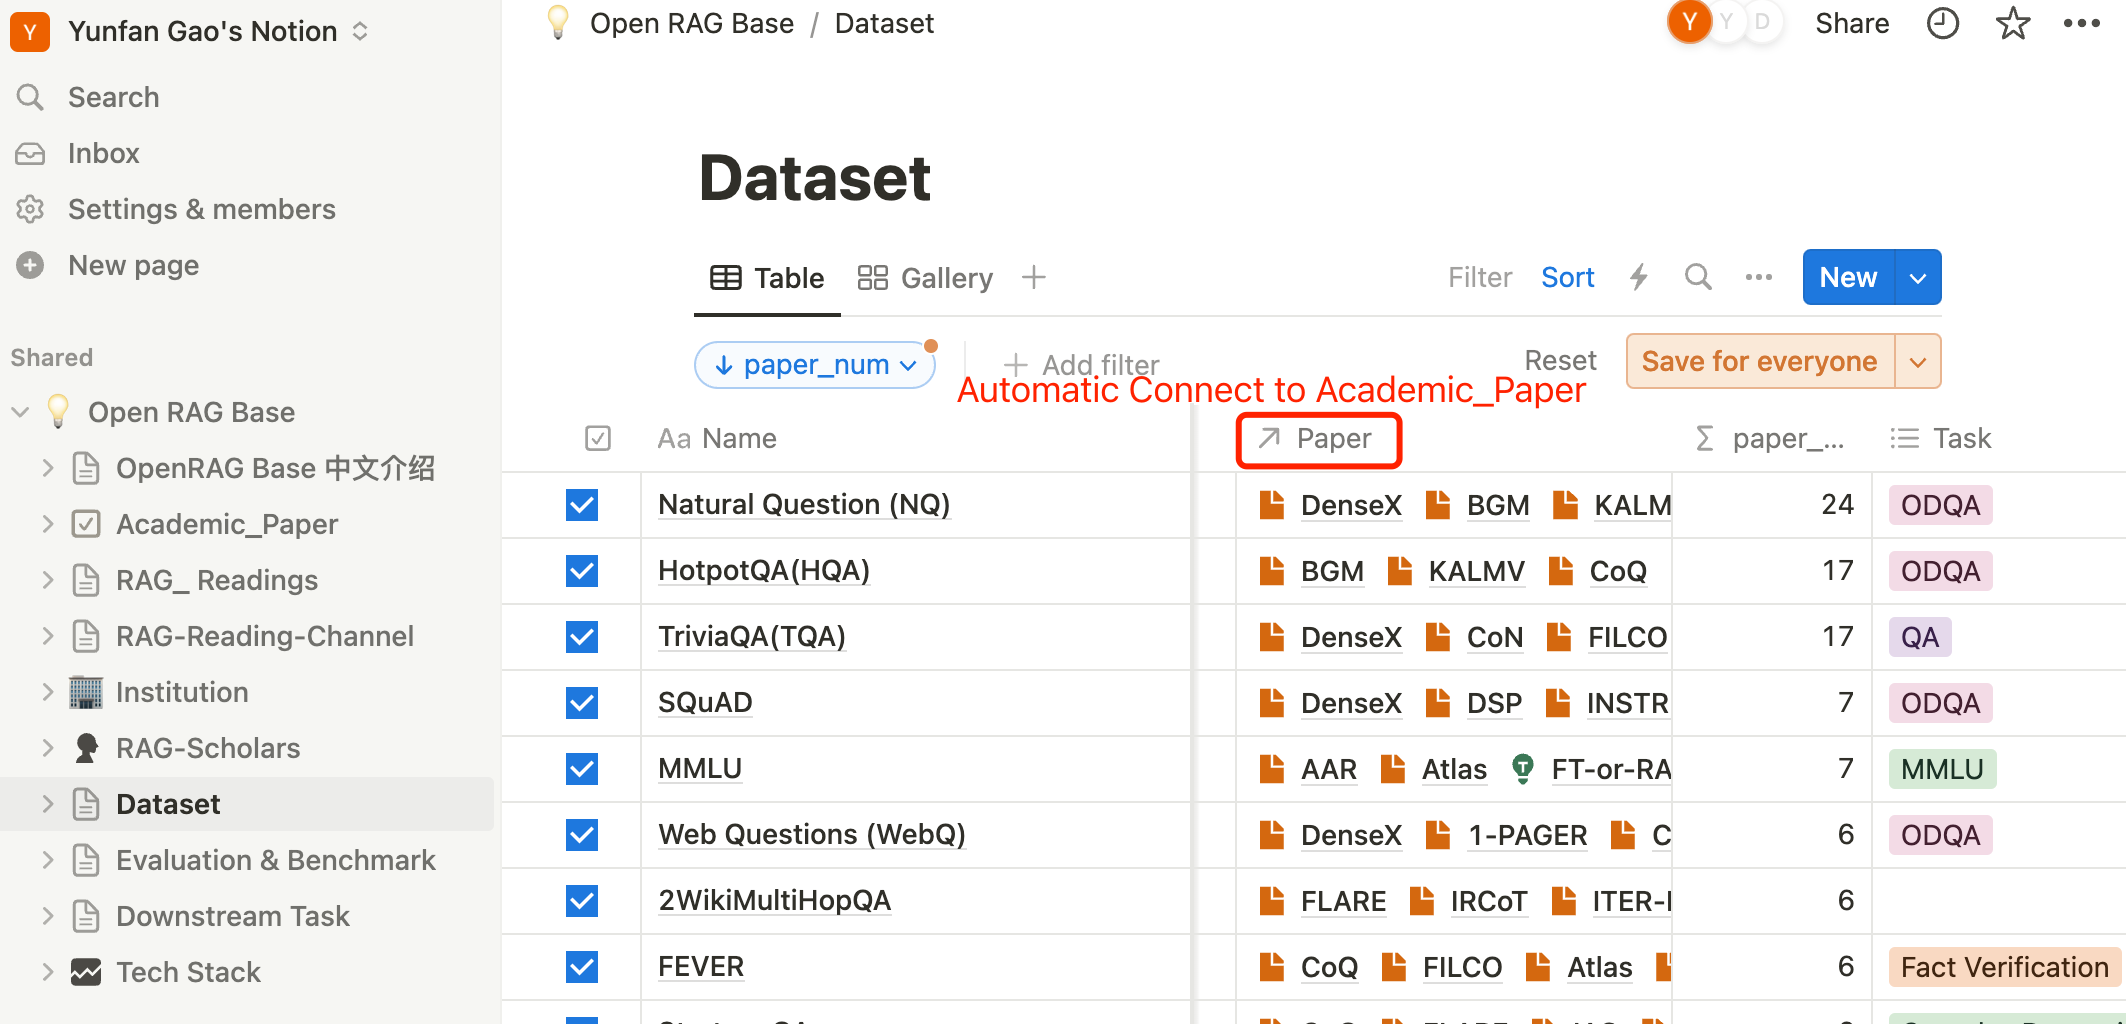 Y Yunfan Gao's Notion
Search
Inbox
Settings & members
New page
Shared
Open RAG Base
OpenRAG Base 中文介绍
Academic_Paper
RAG_ Readings
RAG-Reading-Channel
Institution
RAG-Scholars
Dataset
Evaluation & Benchmark
Downstream Task
Tech Stack
Open RAG Base / Dataset
Y Y D Share
Dataset
Table Gallery Filter Sort New
paper_num Add filter Reset Save for everyone
Automatic Connect to Academic_Paper
Aa Name Paper Σ paper_... Task
Natural Question (NQ) DenseX BGM KALM 24 ODQA
HotpotQA(HQA) BGM KALMV CoQ 17 ODQA
TriviaQA(TQA) DenseX CoN FILCO 17 QA
SQuAD DenseX DSP INSTR 7 ODQA
MMLU AAR Atlas FT-or-RA 7 MMLU
Web Questions (WebQ) DenseX 1-PAGER C 6 ODQA
2WikiMultiHopQA FLARE IRCoT ITER- 6
FEVER CoQ FILCO Atlas 6 Fact Verification